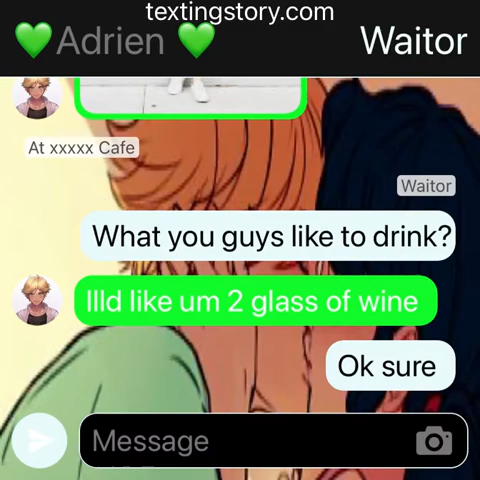 textingstory.com
💚Adrien 💚 Waitor
At xxxxx Cafe
Waitor
What you guys like to drink?
Illd like um 2 glass of wine
Ok sure
Message